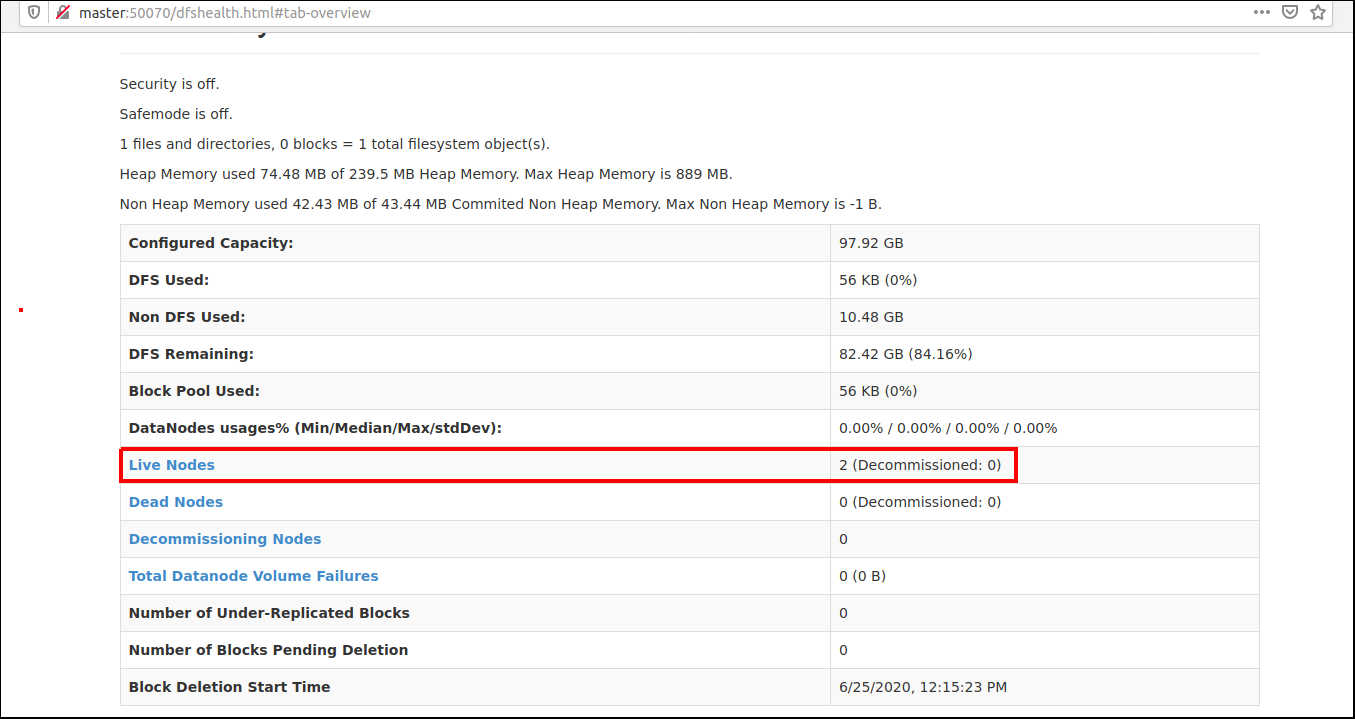 master:50070/dfshealth.html#tab-overview
Security is off.
Safemode is off.
1 files and directories, 0 blocks = 1 total filesystem object(s).
Heap Memory used 74.48 MB of 239.5 MB Heap Memory. Max Heap Memory is 889 MB.
Non Heap Memory used 42.43 MB of 43.44 MB Commited Non Heap Memory. Max Non Heap Memory is -1 B.
Configured Capacity: 97.92 GB
DFS Used: 56 KB (0%)
Non DFS Used: 10.48 GB
DFS Remaining: 82.42 GB (84.16%)
Block Pool Used: 56 KB (0%)
DataNodes usages% (Min/Median/Max/stdDev): 0.00% / 0.00% / 0.00% / 0.00%
Live Nodes 2 (Decommissioned: 0)
Dead Nodes 0 (Decommissioned: 0)
Decommissioning Nodes 0
Total Datanode Volume Failures 0 (0 B)
Number of Under-Replicated Blocks 0
Number of Blocks Pending Deletion 0
Block Deletion Start Time 6/25/2020, 12:15:23 PM